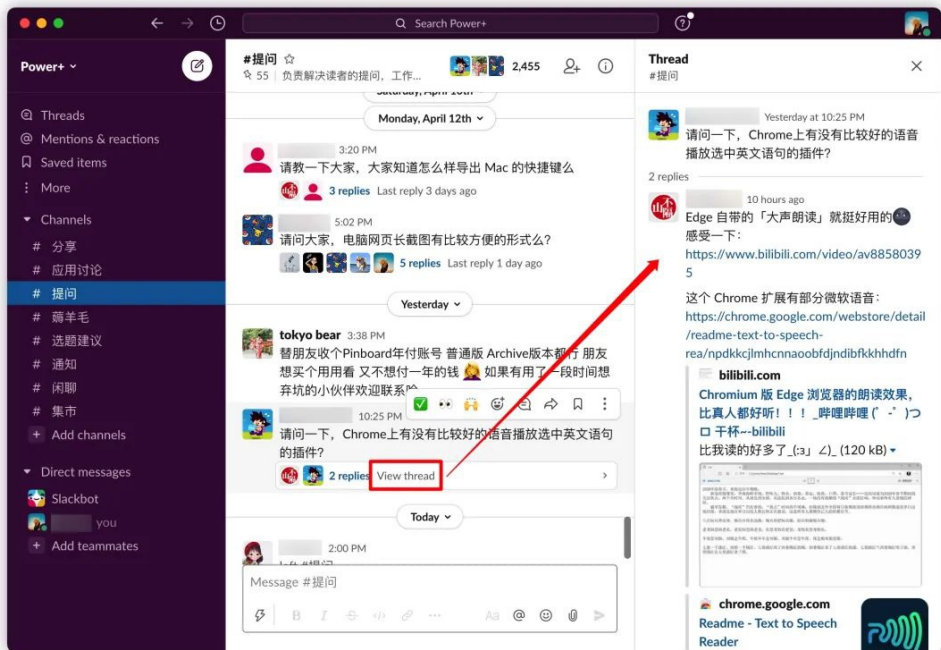 Search Power+
Power+
Threads
Mentions & reactions
Saved items
More
Channels
# 分享
# 应用讨论
# 提问
# 薅羊毛
# 选题建议
# 通知
# 闲聊
# 集市
+ Add channels
Direct messages
Slackbot
you
+ Add teammates
#提问
55 | 负责解决读者的提问，工作...
2,455
Saturday, April 10th
Monday, April 12th
3:20 PM
请教一下大家，大家知道怎么样导出 Mac 的快捷键么
3 replies Last reply 3 days ago
5:02 PM
请问大家，电脑网页长截图有比较方便的形式么？
5 replies Last reply 1 day ago
Yesterday
tokyo bear 3:38 PM
替朋友收个Pinboard年付账号 普通版 Archive版本都行 朋友
想买个用用看 又不想付一年的钱 如果有用了一段时间想
弃坑的小伙伴欢迎联系
10:25 PM
请问一下，Chrome上有没有比较好的语音播放选中英文语句
的插件？
2 replies View thread
Today
2:00 PM
Message #提问
Thread
#提问
Yesterday at 10:25 PM
请问一下，Chrome上有没有比较好的语音
播放选中英文语句的插件？
2 replies
10 hours ago
Edge 自带的「大声朗读」就挺好用的
感受一下：
https://www.bilibili.com/video/av8858039
5
这个 Chrome 扩展有部分微软语音：
https://chrome.google.com/webstore/detail
/readme-text-to-speech-
rea/npdkkcjlmhcnnaoobfdjndibfkkhhdfn
bilibili.com
Chromium 版 Edge 浏览器的朗读效果，
比真人都好听！！！_哔哩哔哩 (゜-゜)つ
ロ 干杯~-bilibili
比我读的好多了_(:з」∠)_ (120 kB)
chrome.google.com
Readme - Text to Speech
Reader